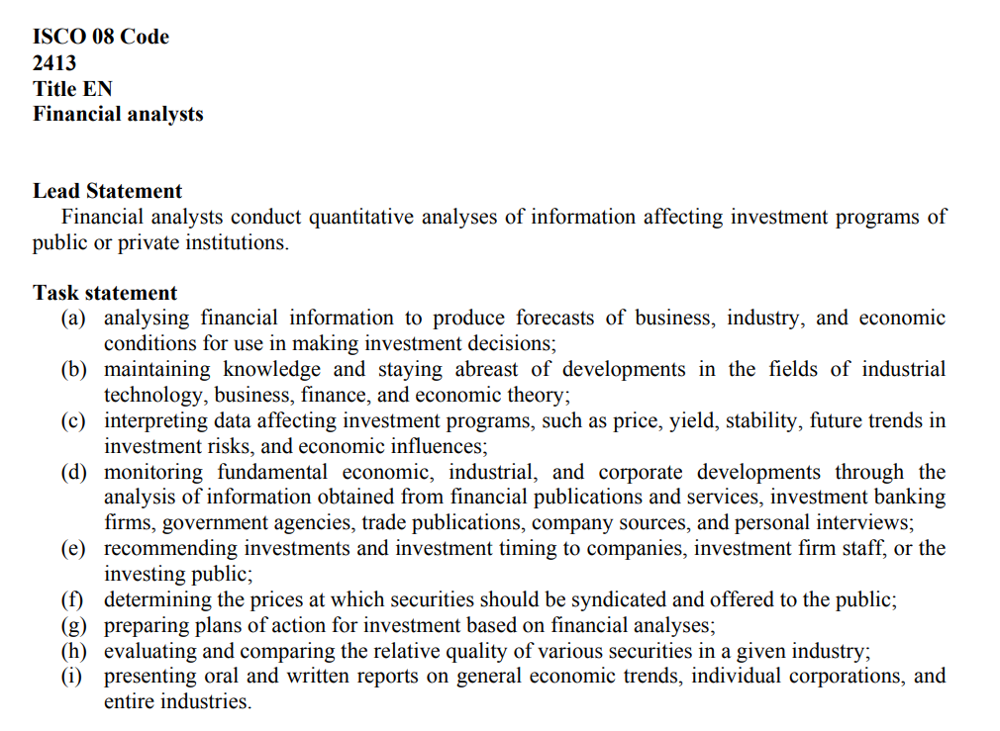 ISCO 08 Code
2413
Title EN
Financial analysts
Lead Statement
Financial analysts conduct quantitative analyses of information affecting investment programs of
public or private institutions.
Task statement
(a) analysing financial information to produce forecasts of business, industry, and economic
conditions for use in making investment decisions;
(b) maintaining knowledge and staying abreast of developments in the fields of industrial
technology, business, finance, and economic theory;
(c) interpreting data affecting investment programs, such as price, yield, stability, future trends in
investment risks, and economic influences;
(d) monitoring fundamental economic, industrial, and corporate developments through the
analysis of information obtained from financial publications and services, investment banking
firms, government agencies, trade publications, company sources, and personal interviews;
(e) recommending investments and investment timing to companies, investment firm staff, or the
investing public;
(f) determining the prices at which securities should be syndicated and offered to the public;
(g) preparing plans of action for investment based on financial analyses;
(h) evaluating and comparing the relative quality of various securities in a given industry;
(i) presenting oral and written reports on general economic trends, individual corporations, and
entire industries.